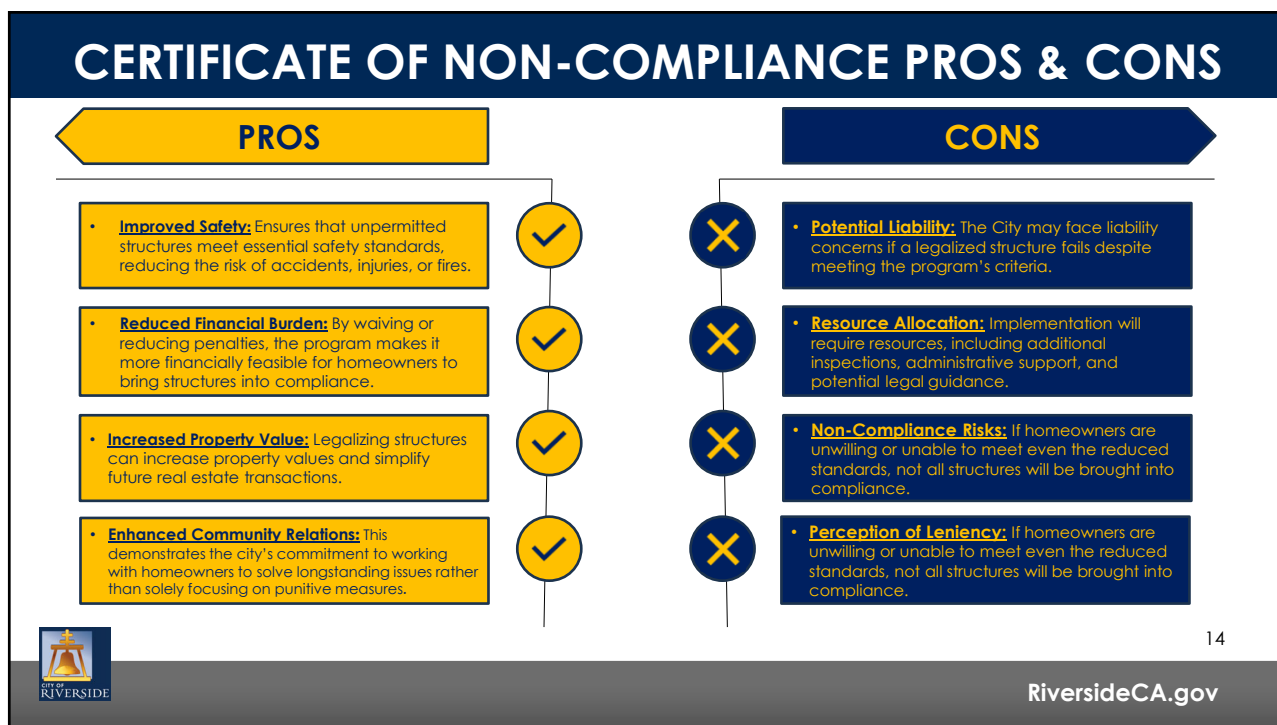 CERTIFICATE OF NON-COMPLIANCE PROS & CONS
PROS
• Improved Safety: Ensures that unpermitted
structures meet essential safety standards,
reducing the risk of accidents, injuries, or fires.
• Reduced Financial Burden: By waiving or
reducing penalties, the program makes it
more financially feasible for homeowners to
bring structures into compliance.
• Increased Property Value: Legalizing structures
can increase property values and simplify
future real estate transactions.
• Enhanced Community Relations: This
demonstrates the city’s commitment to working
with homeowners to solve longstanding issues rather
than solely focusing on punitive measures.
CONS
• Potential Liability: The City may face liability
concerns if a legalized structure fails despite
meeting the program’s criteria.
• Resource Allocation: Implementation will
require resources, including additional
inspections, administrative support, and
potential legal guidance.
• Non-Compliance Risks: If homeowners are
unwilling or unable to meet even the reduced
standards, not all structures will be brought into
compliance.
• Perception of Leniency: If homeowners are
unwilling or unable to meet even the reduced
standards, not all structures will be brought into
compliance.
14
CITY OF
RIVERSIDE
RiversideCA.gov